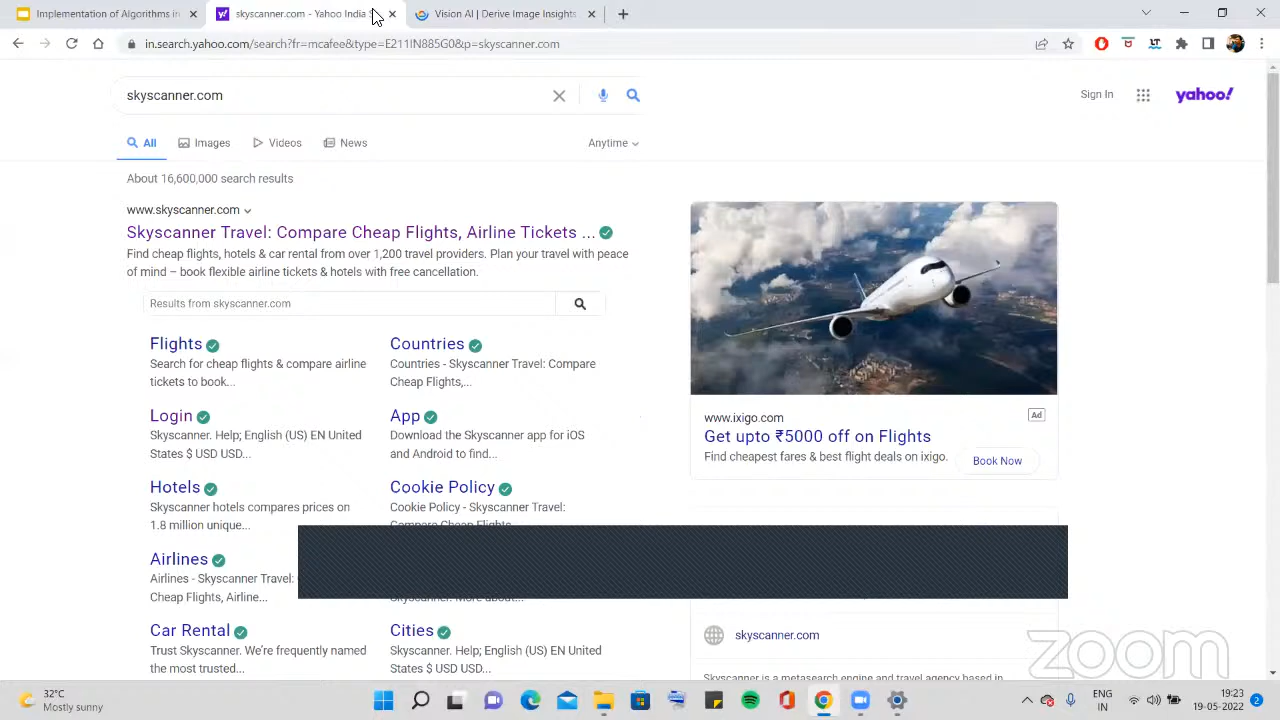 Introduction to modern tools in
skyscanner.com - Yahoo India
Vision AI | Derive Image Insights
in.search.yahoo.com/search?fr=mcafee&type=E211IN885G0&p=skyscanner.com
skyscanner.com
Sign In
yahoo!
All
Images
Videos
News
Anytime
About 16,600,000 search results
www.skyscanner.com
Skyscanner Travel: Compare Cheap Flights, Airline Tickets ...
Find cheap flights, hotels & car rental from over 1,200 travel providers. Plan your travel with peace
of mind – book flexible airline tickets & hotels with free cancellation.
Results from skyscanner.com
Flights
Search for cheap flights & compare airline
tickets to book...
Countries
Countries - Skyscanner Travel: Compare
Cheap Flights,...
Login
Skyscanner. Help; English (US) EN United
States $ USD USD...
App
Download the Skyscanner app for iOS
and Android to find...
Hotels
Skyscanner hotels compares prices on
1.8 million unique...
Cookie Policy
Cookie Policy - Skyscanner Travel:
Compare Cheap Flights...
Airlines
Airlines - Skyscanner Travel:
Cheap Flights, Airline...
Skyscanner. More about...
Car Rental
Trust Skyscanner. We're frequently named
the most trusted...
Cities
Skyscanner. Help; English (US) EN United
States $ USD USD...
www.ixigo.com
Ad
Get upto ₹5000 off on Flights
Find cheapest fares & best flight deals on ixigo.
Book Now
skyscanner.com
Skyscanner is a metasearch engine and travel agency based in
zoom
32°C
Mostly sunny
ENG
IN
19:23
19-05-2022
2